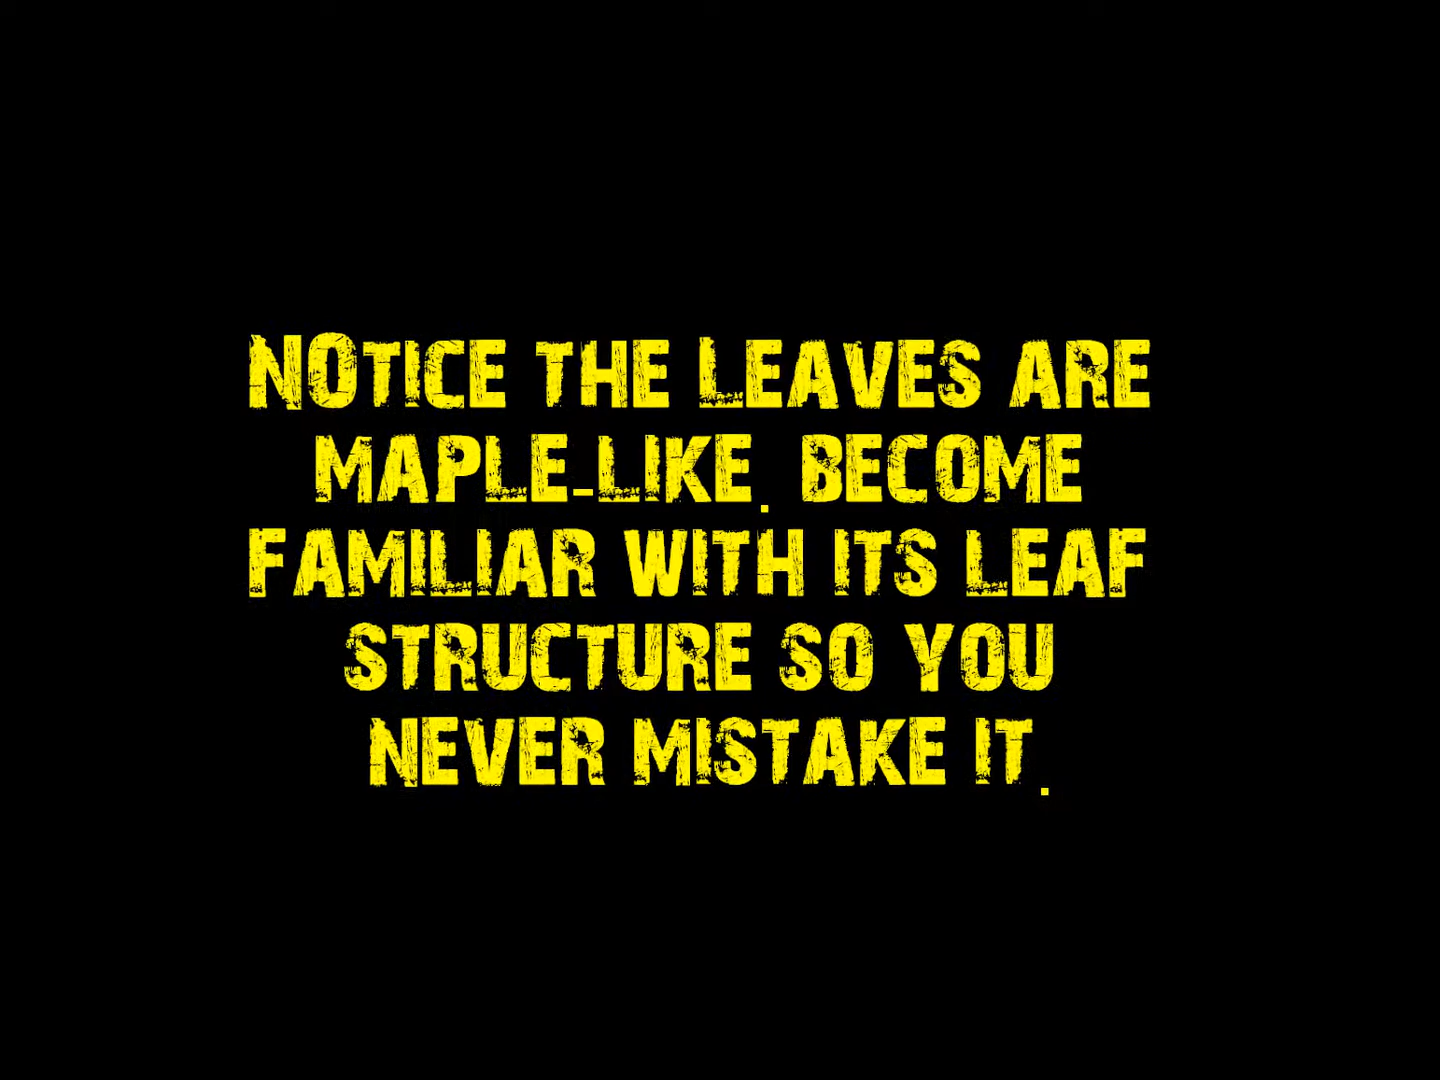 NOTICE THE LEAVES ARE
MAPLE-LIKE. BECOME
FAMILIAR WITH ITS LEAF
STRUCTURE SO YOU
NEVER MISTAKE IT.